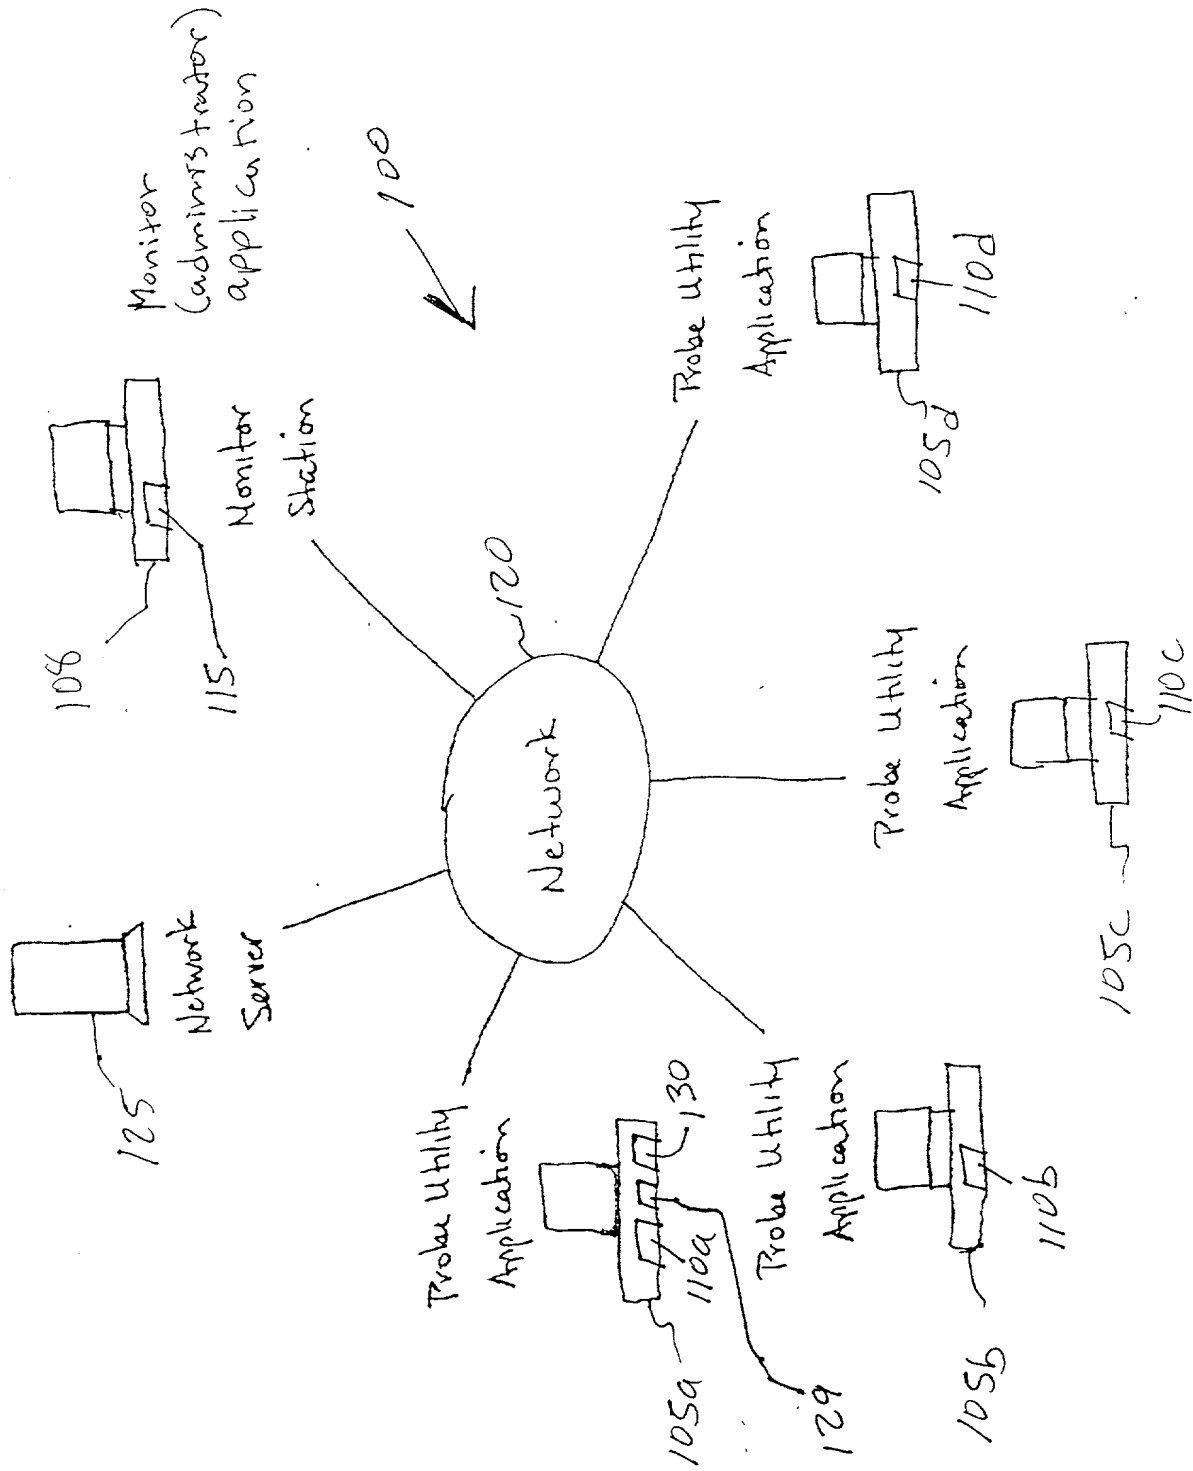 Monitor
(administrator)
application
100
108
115
Monitor
Station
125
Network
Server
120
Network
Probe Utility
Application
105a
110a
129
130
Probe Utility
Application
105b
110b
Probe Utility
Application
105c
110c
Probe Utility
Application
105d
110d